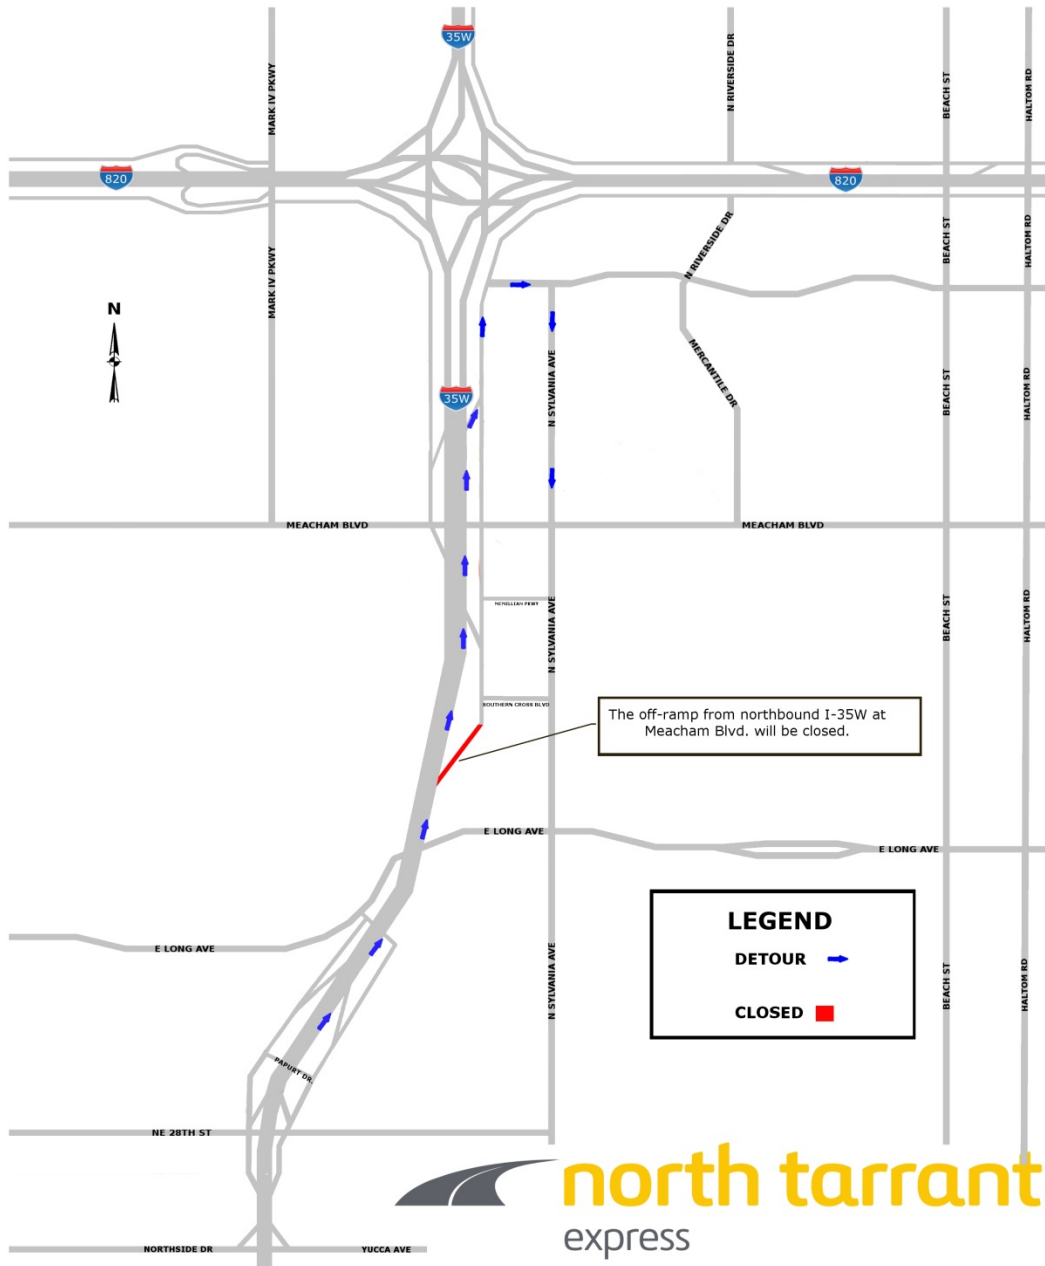 35W
MARK IV PKWY
N RIVERSIDE DR
BEACH ST
HALTOM RD
820
820
MARK IV PKWY
N RIVERSIDE DR
BEACH ST
HALTOM RD
N
35W
N SYLVANIA AVE
MERCANTILE DR
BEACH ST
HALTOM RD
MEACHAM BLVD
MEACHAM BLVD
MCMILLEAN PKWY
N SYLVANIA AVE
BEACH ST
HALTOM RD
SOUTHERN CROSS BLVD
The off-ramp from northbound I-35W at
Meacham Blvd. will be closed.
E LONG AVE
E LONG AVE
E LONG AVE
N SYLVANIA AVE
BEACH ST
HALTOM RD
LEGEND
DETOUR
CLOSED
PAPURT DR.
NE 28TH ST
north tarrant
express
NORTHSIDE DR
YUCCA AVE